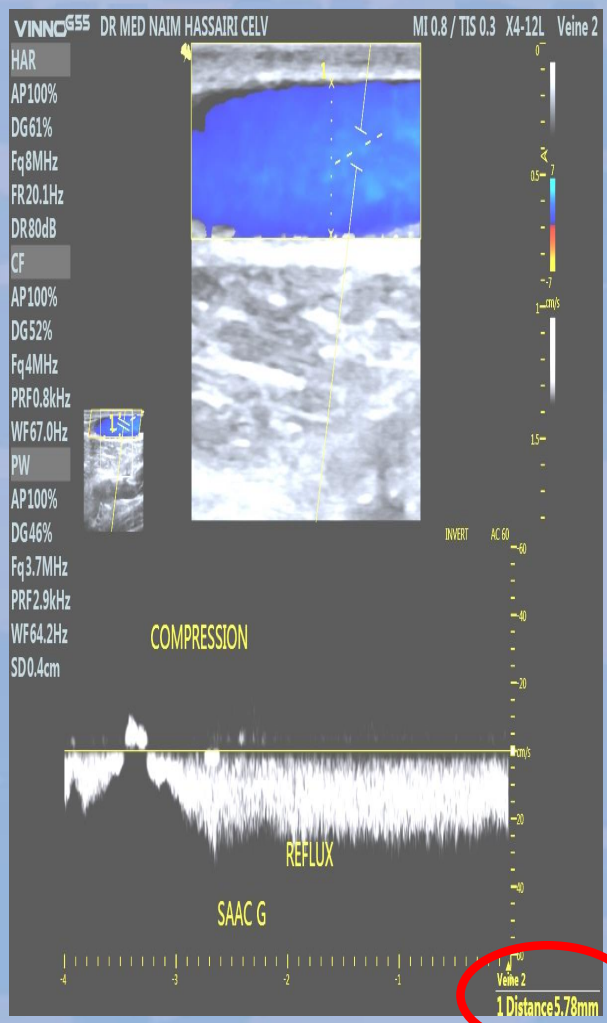 VINNO G55 DR MED NAIM HASSAIRI CELV MI 0.8 / TIS 0.3 X4-12L Veine 2
HAR
AP100%
DG61%
Fq8MHz
FR20.1Hz
DR80dB
CF
AP100%
DG52%
Fq4MHz
PRF0.8kHz
WF67.0Hz
PW
AP100%
DG46%
Fq3.7MHz
PRF2.9kHz
WF64.2Hz
SD0.4cm
1
1
0
0.5
1
1.5
7
-7
cm/s
INVERT AC 60
-60
-40
-20
cm/s
20
-40
60
COMPRESSION
REFLUX
SAAC G
-4 -3 -2 -1
Veine 2
1 Distance5.78mm